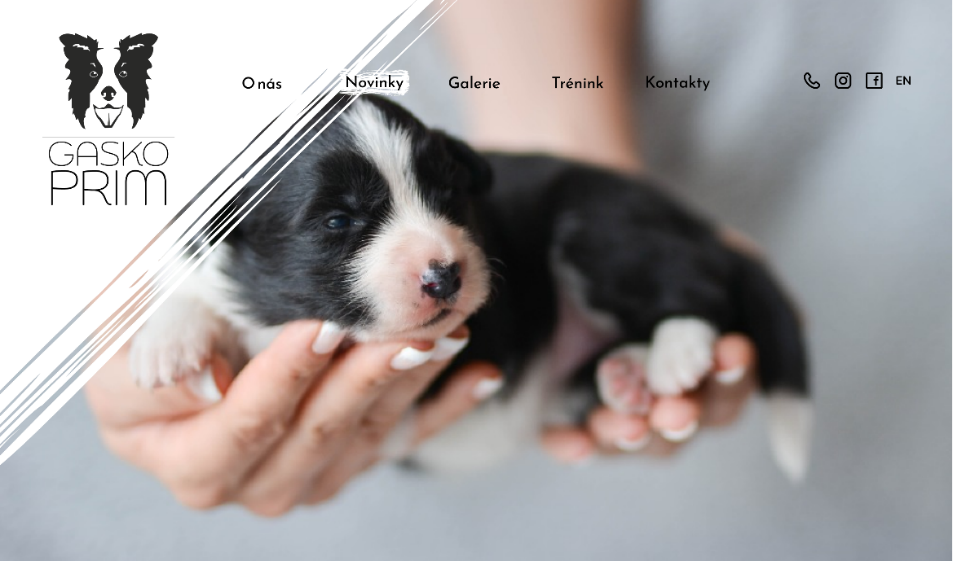 O nás
Novinky
Galerie
Trénink
Kontakty
EN
GASKO
PRIM